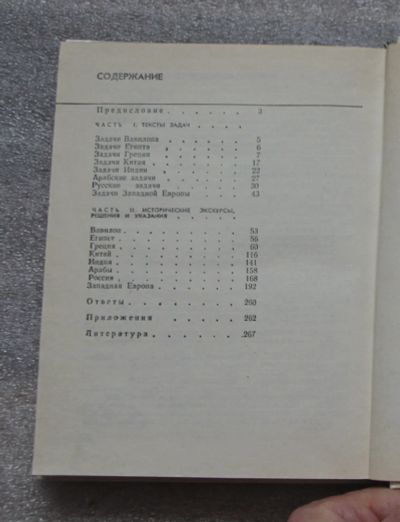 СОДЕРЖАНИЕ
Предисловие . . . . . . 3
ЧАСТЬ I. ТЕКСТЫ ЗАДАЧ . . . .
Задачи Вавилона . . . . . 5
Задачи Египта . . . . . 6
Задачи Греции . . . . . 7
Задачи Китая . . . . . 17
Задачи Индии . . . . . 22
Арабские задачи . . . . . 27
Русские задачи . . . . . 30
Задачи Западной Европы . . . . 43
ЧАСТЬ II. ИСТОРИЧЕСКИЕ ЭКСКУРСЫ,
РЕШЕНИЯ И УКАЗАНИЯ . . . .
Вавилон . . . . . . . 53
Египет . . . . . . . 56
Греция . . . . . . . 60
Китай . . . . . . . 116
Индия . . . . . . . 141
Арабы . . . . . . . 158
Россия . . . . . . . 168
Западная Европа . . . . . 192
Ответы . . . . . . . 260
Приложения . . . . . 262
Литература . . . . . . 267